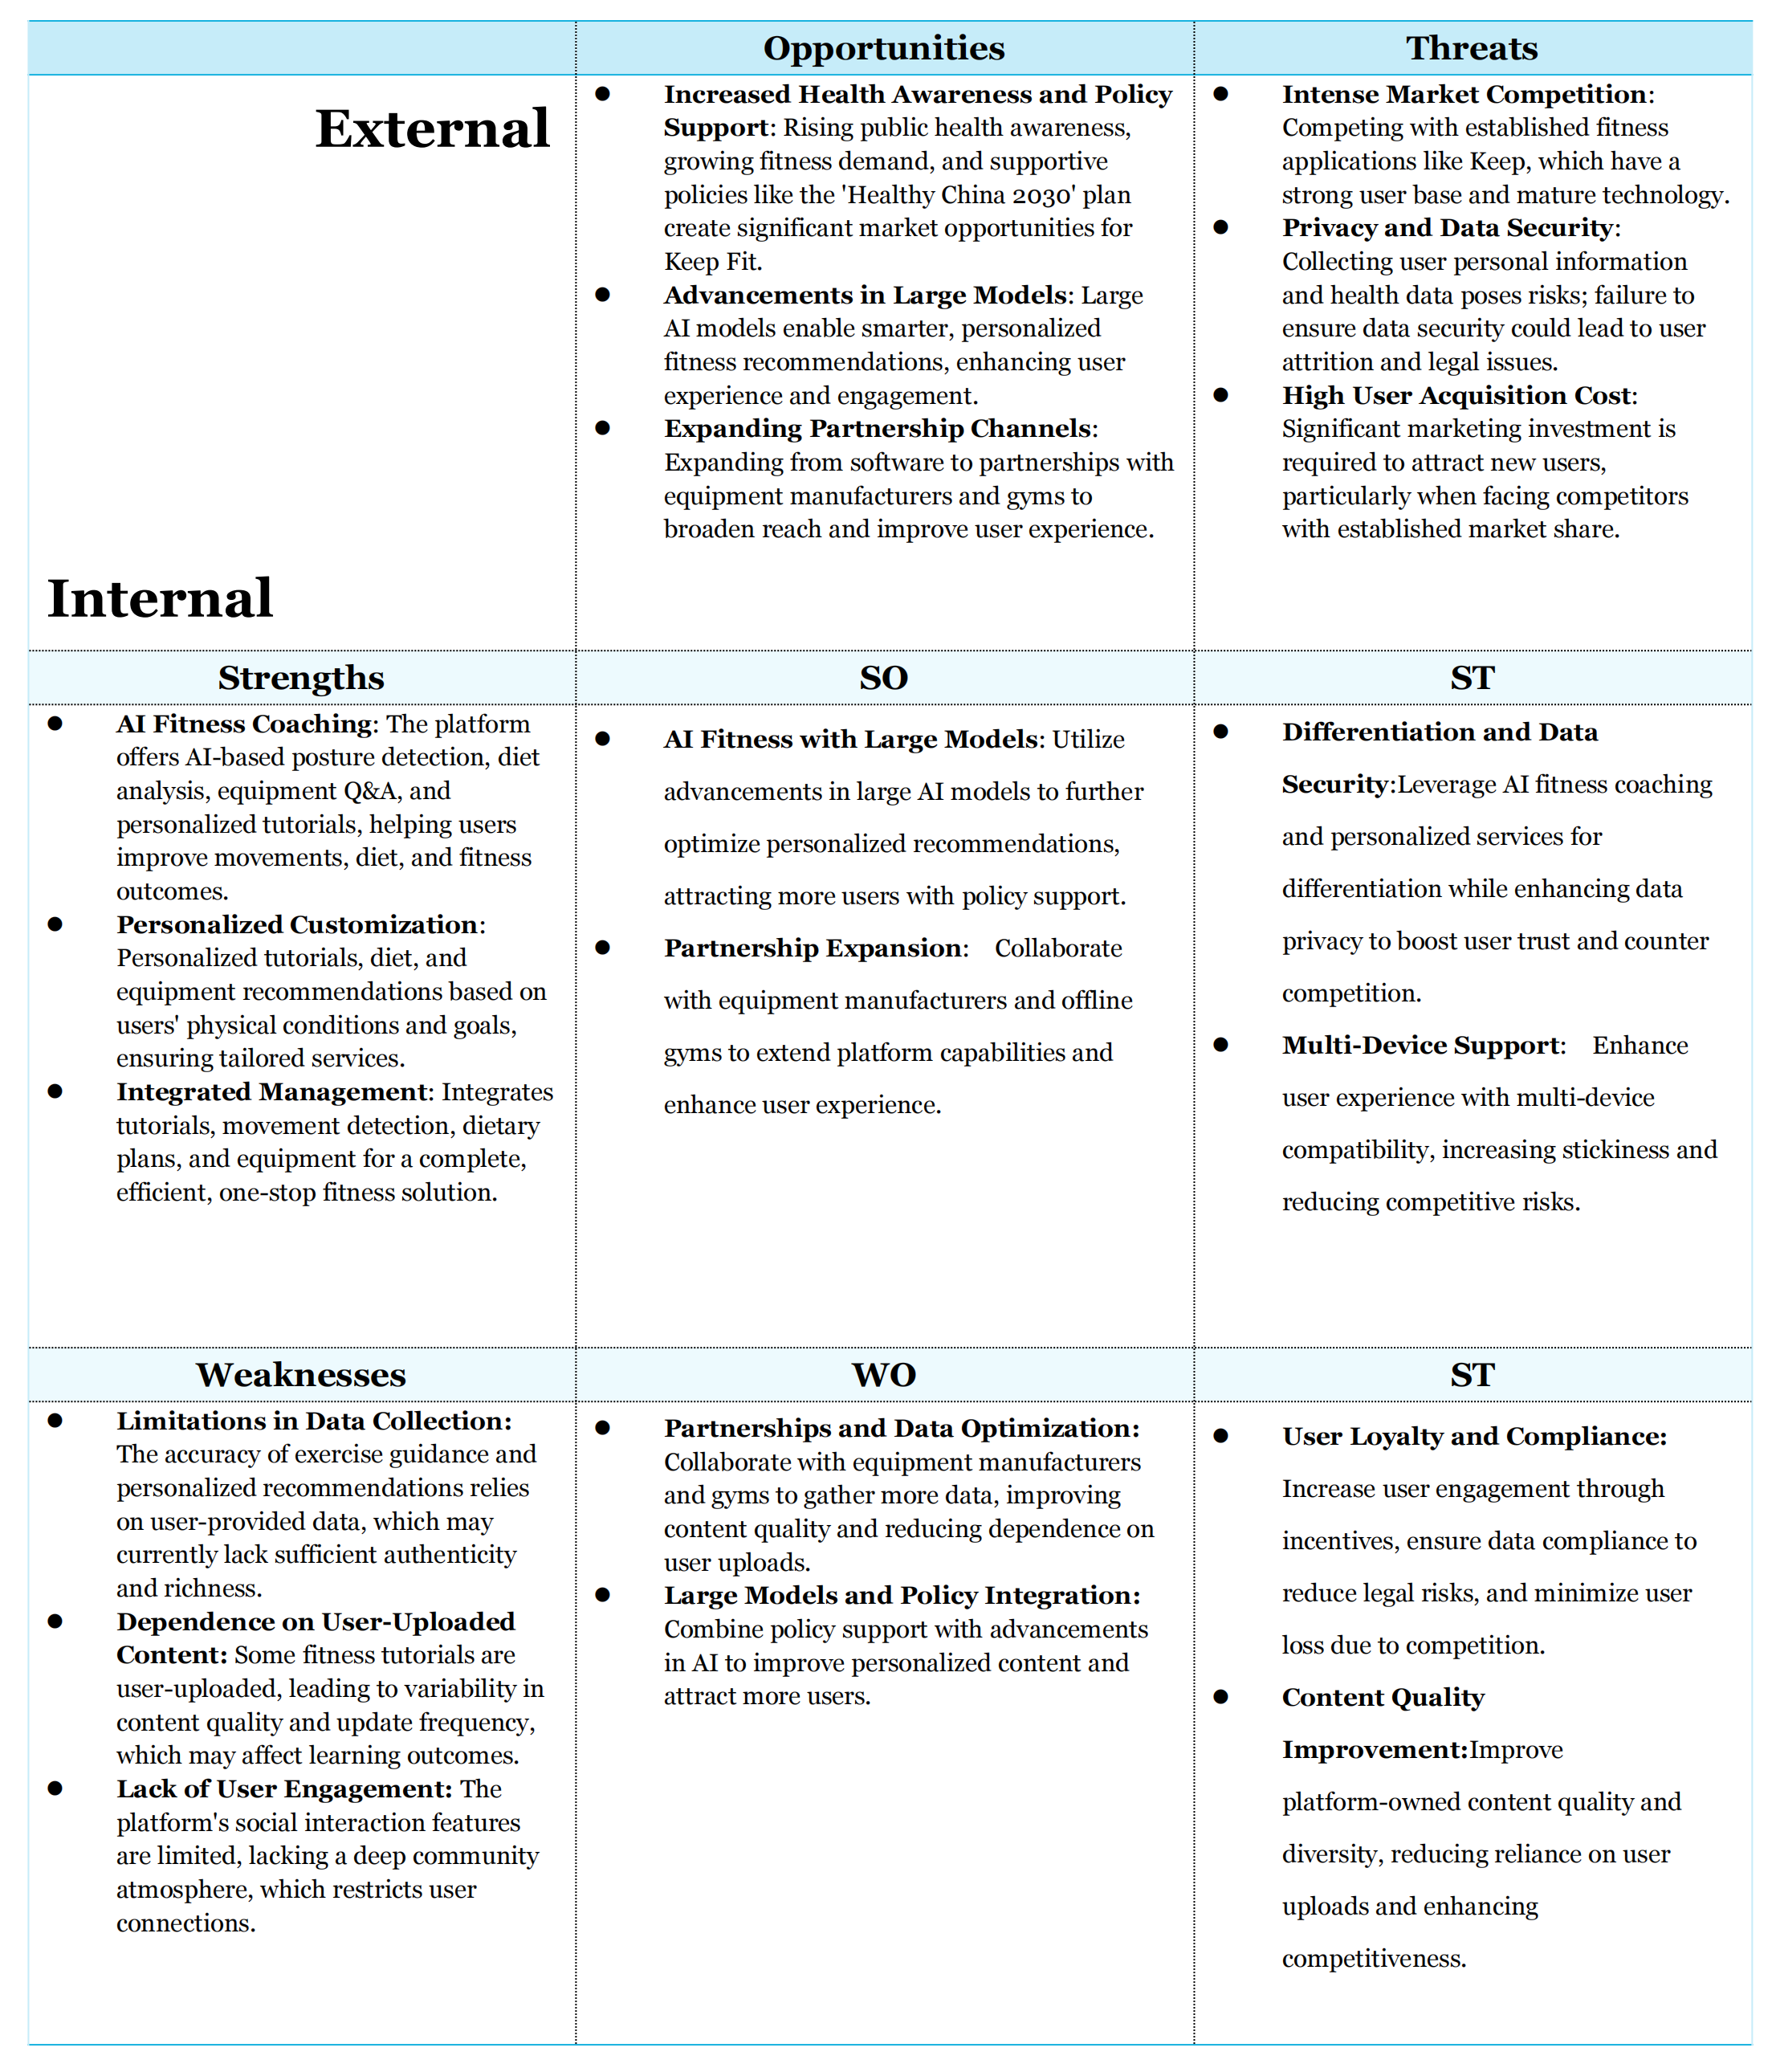 Opportunities
Threats
External
Internal
● Increased Health Awareness and Policy
Support: Rising public health awareness,
growing fitness demand, and supportive
policies like the 'Healthy China 2030' plan
create significant market opportunities for
Keep Fit.
● Advancements in Large Models: Large
AI models enable smarter, personalized
fitness recommendations, enhancing user
experience and engagement.
● Expanding Partnership Channels:
Expanding from software to partnerships with
equipment manufacturers and gyms to
broaden reach and improve user experience.
● Intense Market Competition:
Competing with established fitness
applications like Keep, which have a
strong user base and mature technology.
● Privacy and Data Security:
Collecting user personal information
and health data poses risks; failure to
ensure data security could lead to user
attrition and legal issues.
● High User Acquisition Cost:
Significant marketing investment is
required to attract new users,
particularly when facing competitors
with established market share.
Strengths
SO
ST
● AI Fitness Coaching: The platform
offers AI-based posture detection, diet
analysis, equipment Q&A, and
personalized tutorials, helping users
improve movements, diet, and fitness
outcomes.
● Personalized Customization:
Personalized tutorials, diet, and
equipment recommendations based on
users' physical conditions and goals,
ensuring tailored services.
● Integrated Management: Integrates
tutorials, movement detection, dietary
plans, and equipment for a complete,
efficient, one-stop fitness solution.
● AI Fitness with Large Models: Utilize
advancements in large AI models to further
optimize personalized recommendations,
attracting more users with policy support.
● Partnership Expansion: Collaborate
with equipment manufacturers and offline
gyms to extend platform capabilities and
enhance user experience.
● Differentiation and Data
Security:Leverage AI fitness coaching
and personalized services for
differentiation while enhancing data
privacy to boost user trust and counter
competition.
● Multi-Device Support: Enhance
user experience with multi-device
compatibility, increasing stickiness and
reducing competitive risks.
Weaknesses
WO
ST
● Limitations in Data Collection:
The accuracy of exercise guidance and
personalized recommendations relies
on user-provided data, which may
currently lack sufficient authenticity
and richness.
● Dependence on User-Uploaded
Content: Some fitness tutorials are
user-uploaded, leading to variability in
content quality and update frequency,
which may affect learning outcomes.
● Lack of User Engagement: The
platform's social interaction features
are limited, lacking a deep community
atmosphere, which restricts user
connections.
● Partnerships and Data Optimization:
Collaborate with equipment manufacturers
and gyms to gather more data, improving
content quality and reducing dependence on
user uploads.
● Large Models and Policy Integration:
Combine policy support with advancements
in AI to improve personalized content and
attract more users.
● User Loyalty and Compliance:
Increase user engagement through
incentives, ensure data compliance to
reduce legal risks, and minimize user
loss due to competition.
● Content Quality
Improvement:Improve
platform-owned content quality and
diversity, reducing reliance on user
uploads and enhancing
competitiveness.